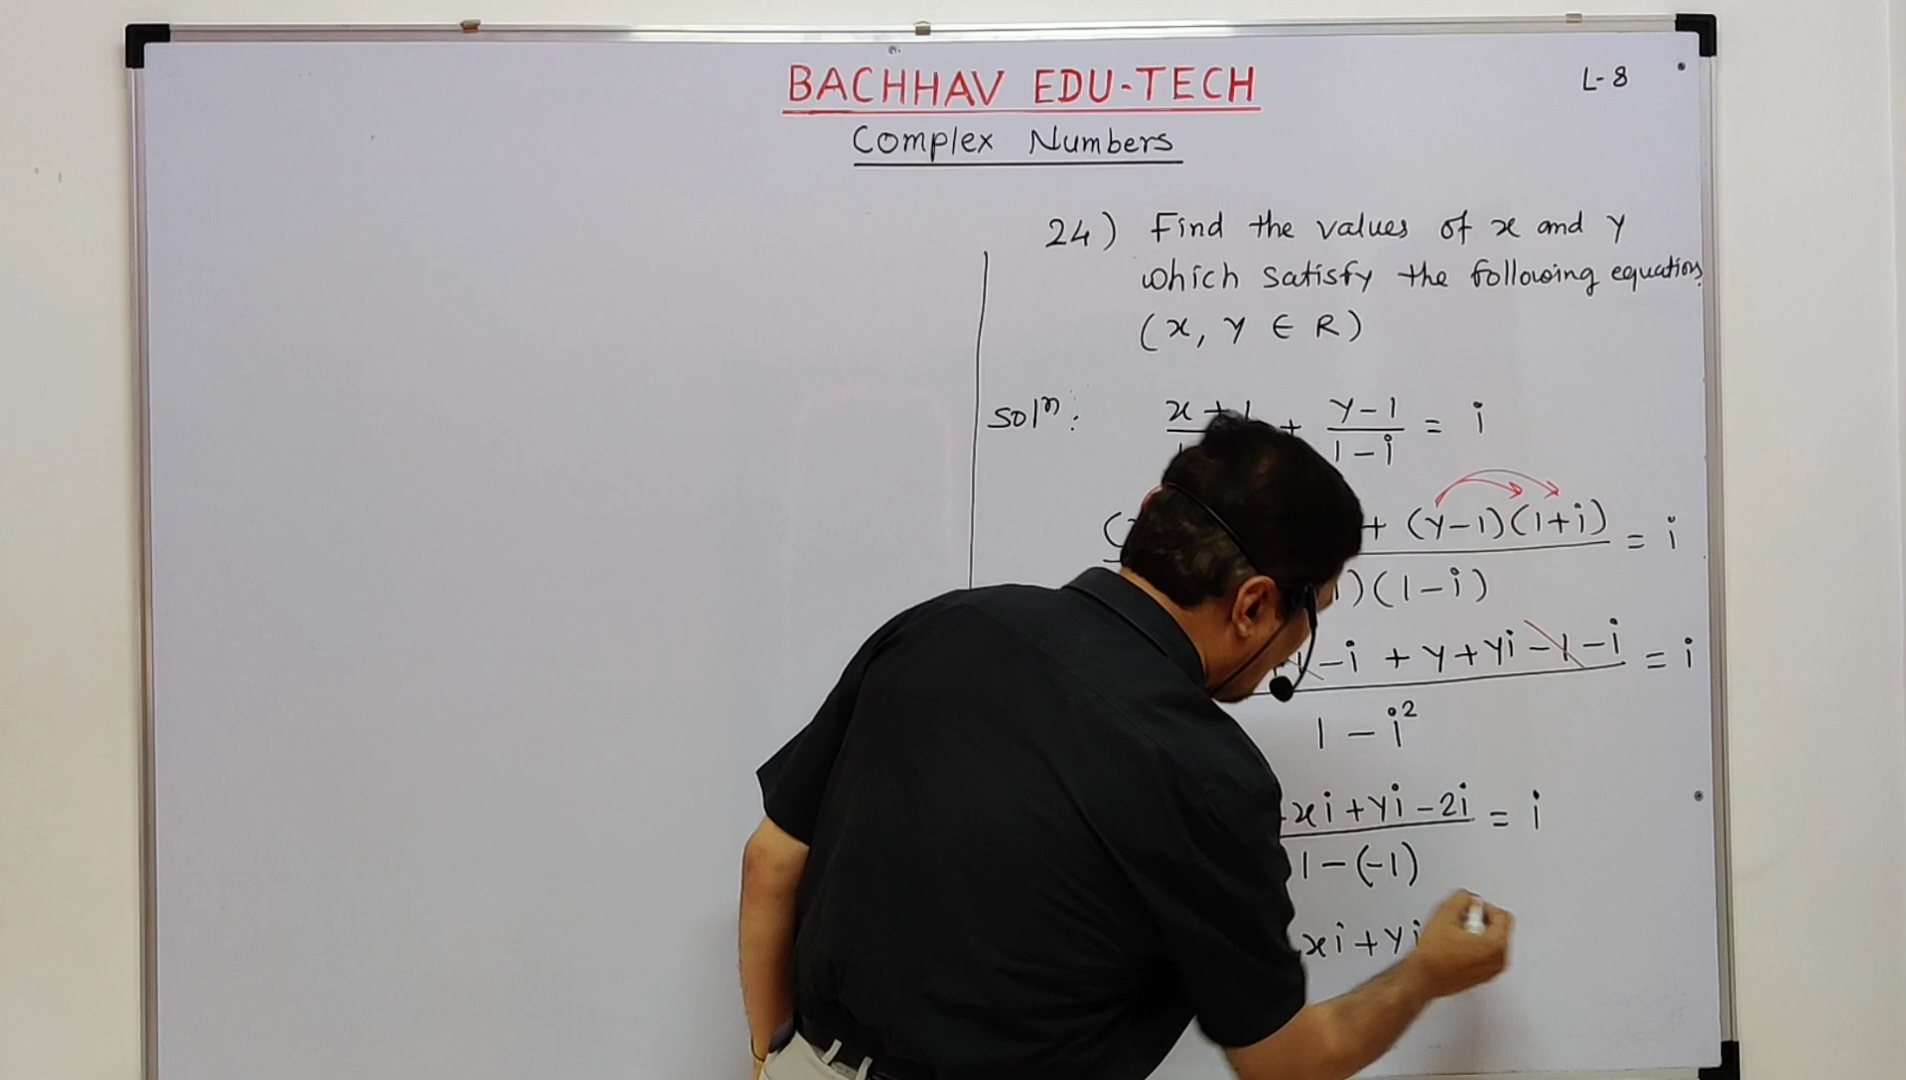 BACHHAV EDU-TECH
L-8
Complex Numbers
24) Find the values of x and y
which satisfy the following equations
(x, y ∈ R)
Solⁿ: x + 1 + y-1 / 1-i = i
( + (y-1)(1+i) = i
)(1-i)
-i + y + yi - 1 - i = i
1 - i²
xi + yi - 2i = i
1-(-1)
xi + yi